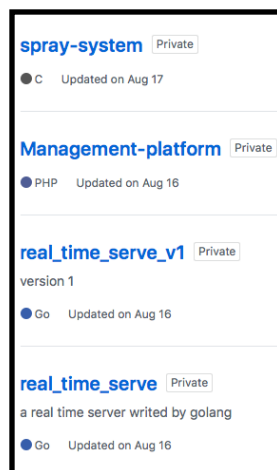 spray-system Private
C Updated on Aug 17
Management-platform Private
PHP Updated on Aug 16
real_time_serve_v1 Private
version 1
Go Updated on Aug 16
real_time_serve Private
a real time server writed by golang
Go Updated on Aug 16